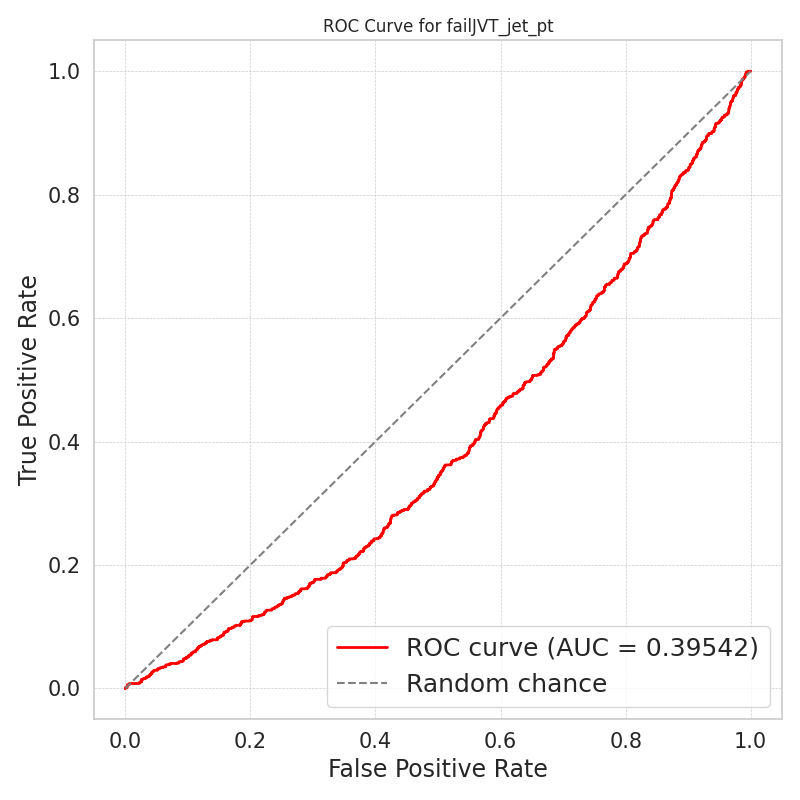 ROC Curve for failJVT_jet_pt
1.0
0.8
0.6
0.4
0.2
0.0
True Positive Rate
ROC curve (AUC = 0.39542)
Random chance
0.0 0.2 0.4 0.6 0.8 1.0
False Positive Rate